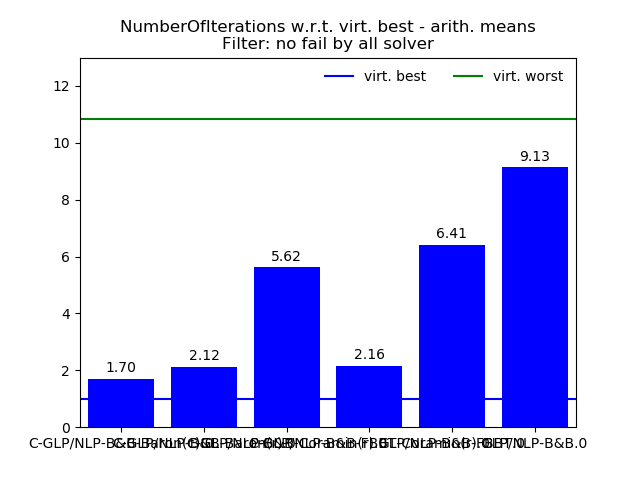 NumberOfIterations w.r.t. virt. best - arith. means
Filter: no fail by all solver
virt. best
virt. worst
12
10
8
6
4
2
0
1.70
2.12
5.62
2.16
6.41
9.13
C-GLP/NLP-B&B